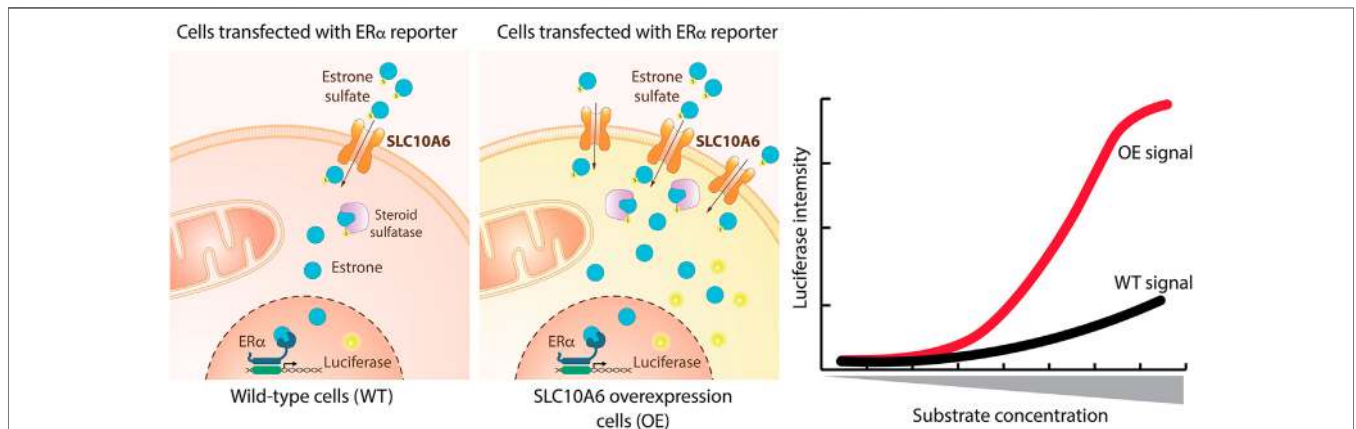 Cells transfected with ERα reporter
Estrone
sulfate
SLC10A6
Steroid
sulfatase
Estrone
ERα
Luciferase
Wild-type cells (WT)
Cells transfected with ERα reporter
Estrone
sulfate
SLC10A6
ERα
Luciferase
SLC10A6 overexpression
cells (OE)
Luciferase intemsity
OE signal
WT signal
Substrate concentration